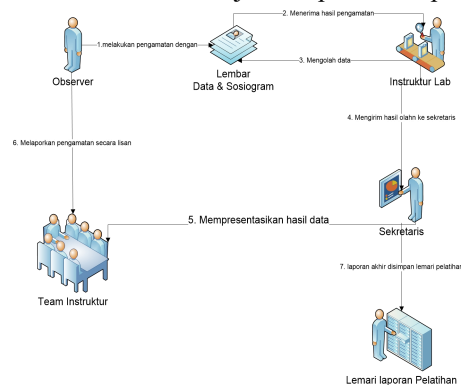 2. Menerima hasil pengamatan
1.melakukan pengamatan dengan
3. Mengolah data
Observer
Lembar
Data & Sosiogram
Instruktur Lab
4. Mengirim hasil olahn ke sekretaris
6. Melaporkan pengamatan secara lisan
5. Mempresentasikan hasil data
Sekretaris
7. laporan akhir disimpan lemari pelatihan
Team Instruktur
Lemari laporan Pelatihan